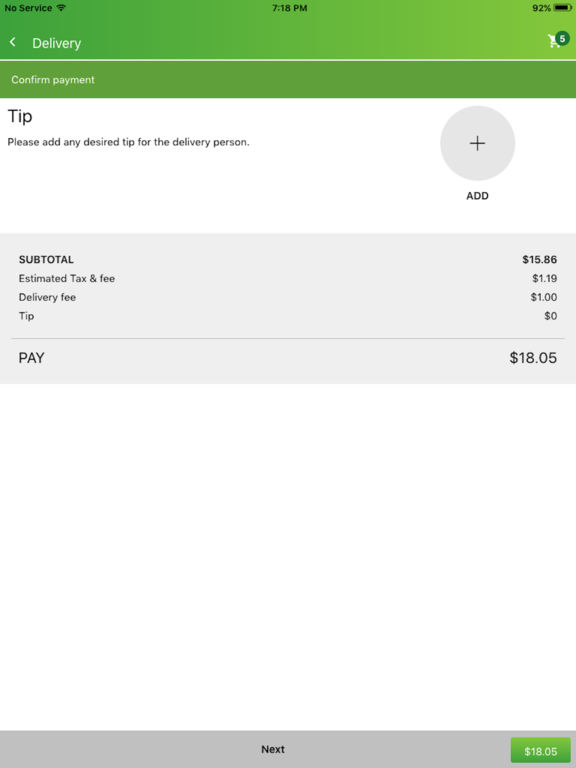 No Service 7:18 PM 92%
Delivery 5
Confirm payment
Tip
Please add any desired tip for the delivery person.
ADD
SUBTOTAL $15.86
Estimated Tax & fee $1.19
Delivery fee $1.00
Tip $0
PAY $18.05
Next $18.05